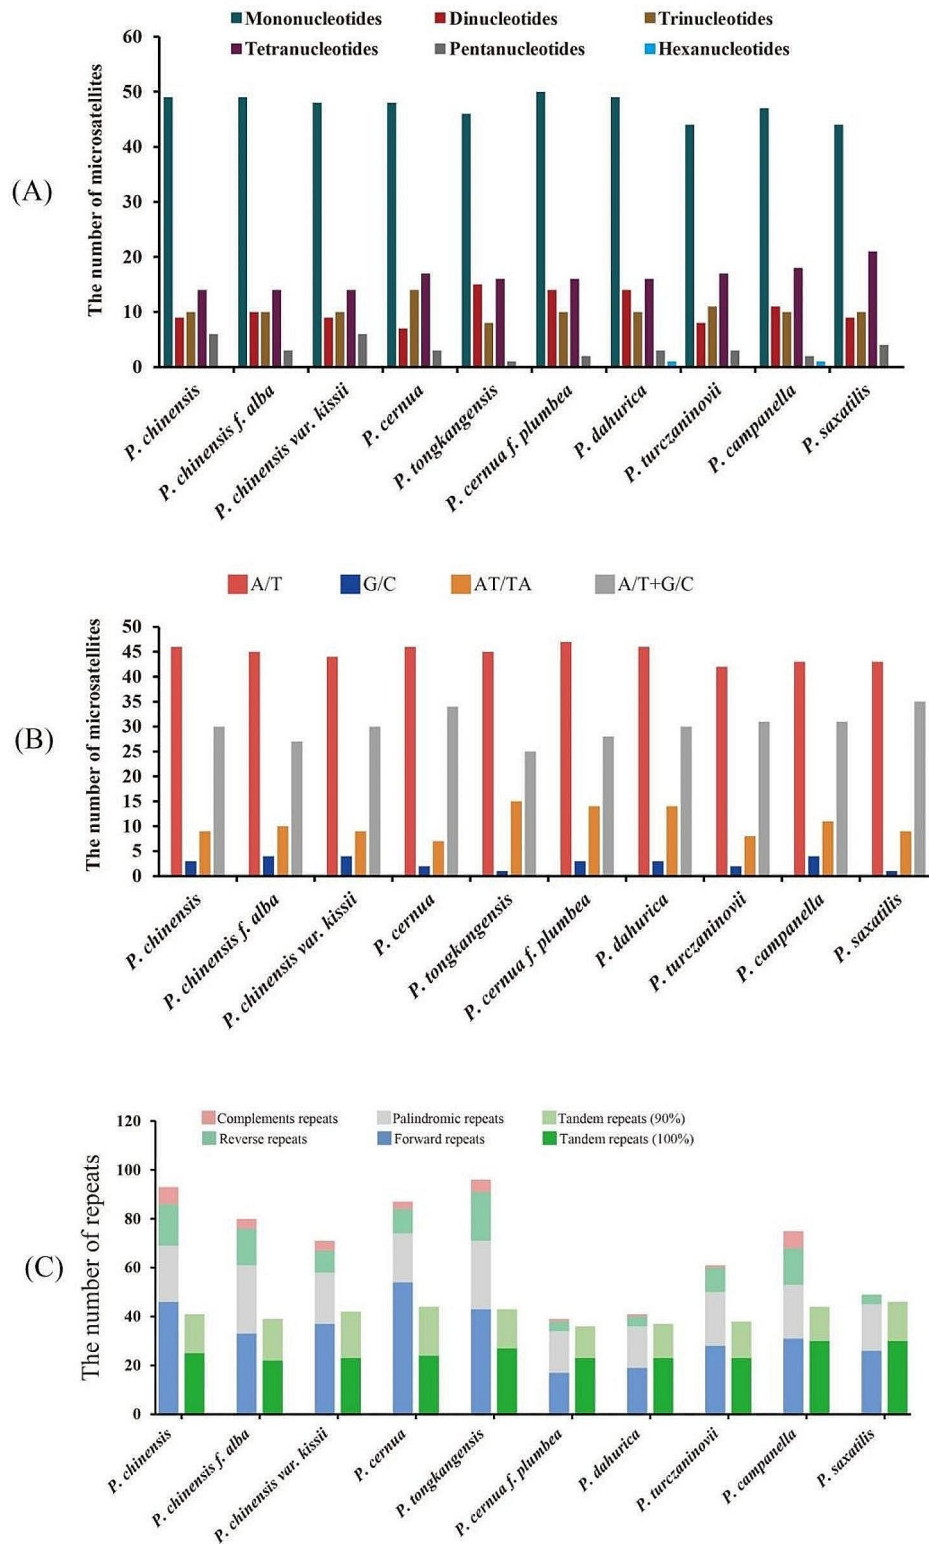 Mononucleotides Dinucleotides Trinucleotides
Tetranucleotides Pentanucleotides Hexanucleotides
(A)
The number of microsatellites
60
50
40
30
20
10
0
P. chinensis
P. chinensis f. alba
P. chinensis var. kissii
P. cernua
P. tongkangensis
P. cernua f. plumbea
P. dahurica
P. turczaninovii
P. campanella
P. saxatilis
A/T G/C AT/TA A/T+G/C
(B)
The number of microsatellites
50
45
40
35
30
25
20
15
10
5
0
P. chinensis
P. chinensis f. alba
P. chinensis var. kissii
P. cernua
P. tongkangensis
P. cernua f. plumbea
P. dahurica
P. turczaninovii
P. campanella
P. saxatilis
Complements repeats Palindromic repeats Tandem repeats (90%)
Reverse repeats Forward repeats Tandem repeats (100%)
(C)
The number of repeats
120
100
80
60
40
20
0
P. chinensis
P. chinensis f. alba
P. chinensis var. kissii
P. cernua
P. tongkangensis
P. cernua f. plumbea
P. dahurica
P. turczaninovii
P. campanella
P. saxatilis